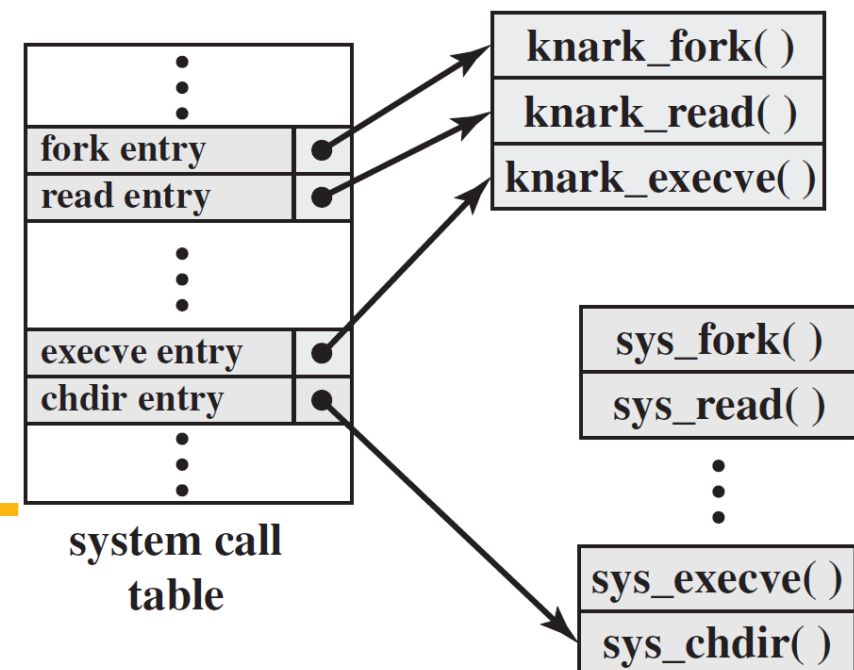 fork entry
read entry
execve entry
chdir entry
system call
table
knark_fork( )
knark_read( )
knark_execve( )
sys_fork( )
sys_read( )
sys_execve( )
sys_chdir( )